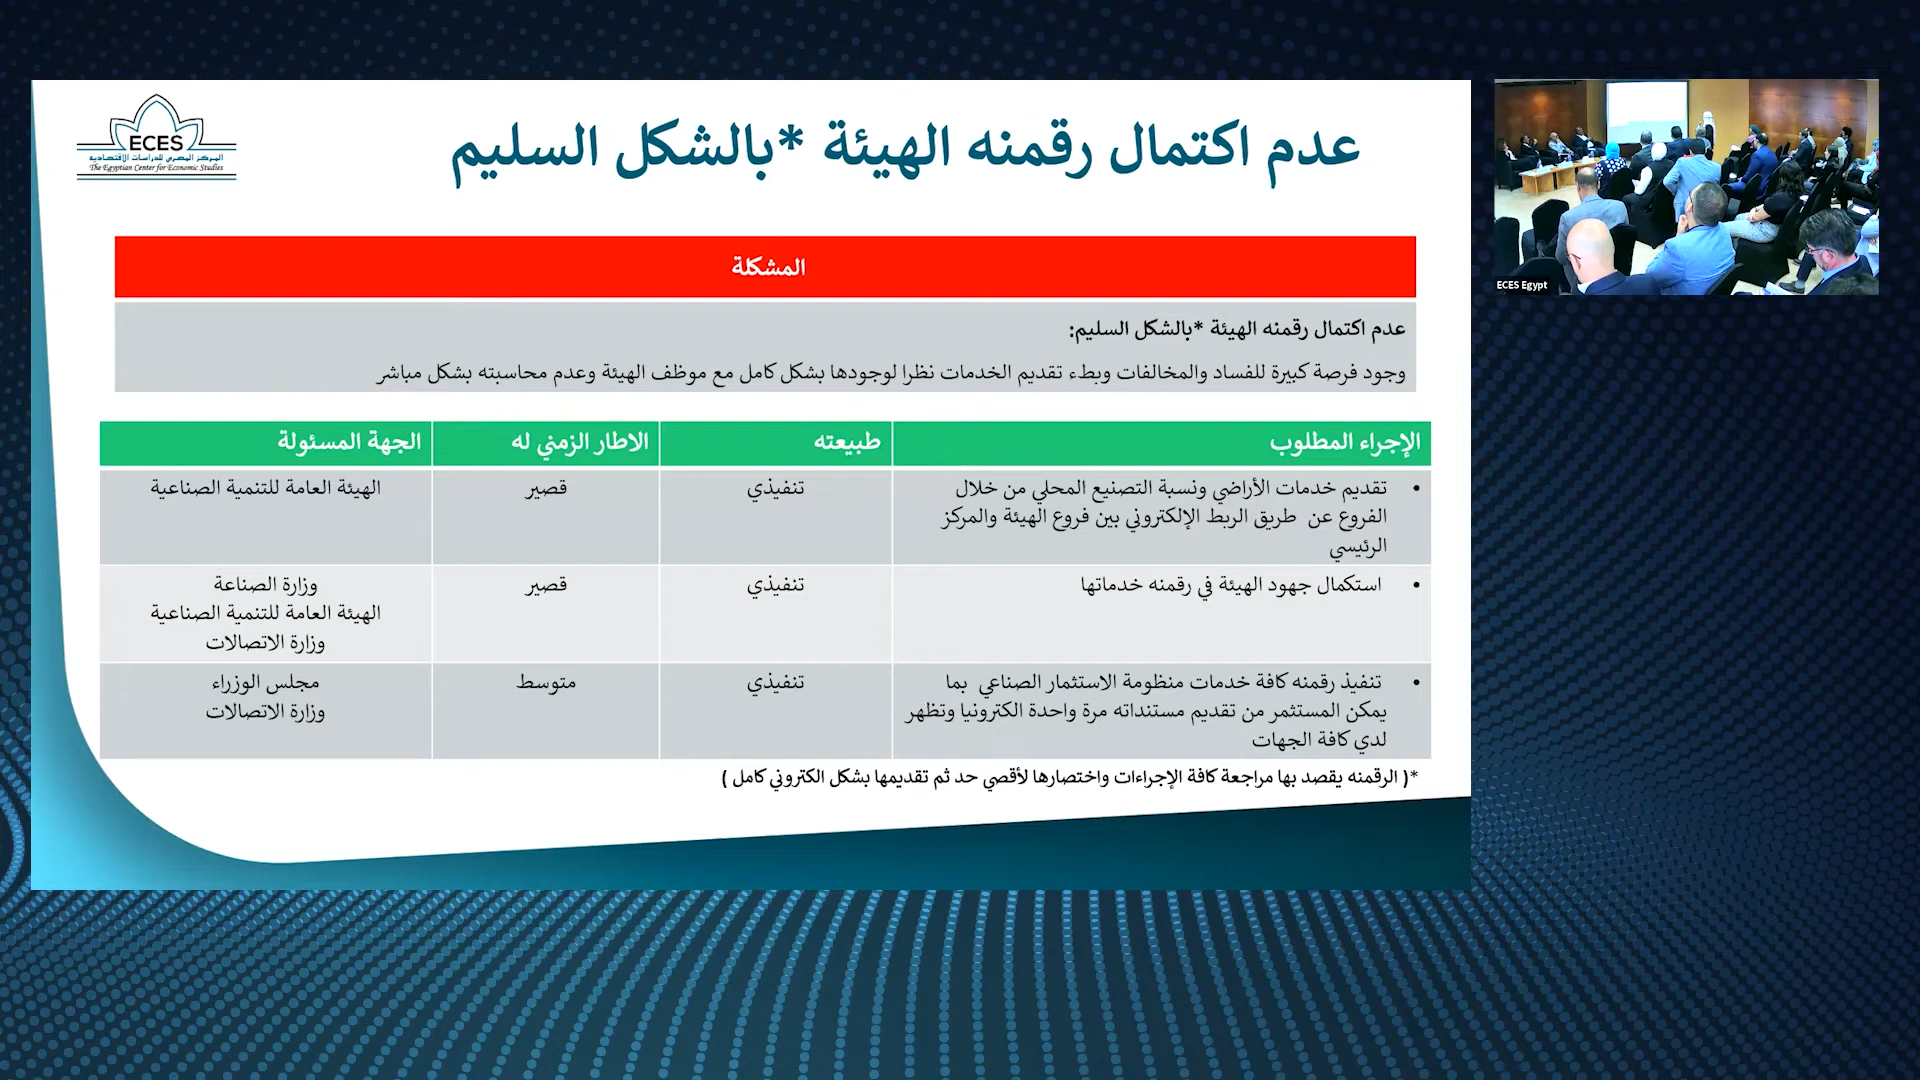 ECES
المركز المصري للدراسات الاقتصادية
The Egyptian Center for Economic Studies
عدم اكتمال رقمنه الهيئة *بالشكل السليم
المشكلة
عدم اكتمال رقمنه الهيئة *بالشكل السليم:
وجود فرصة كبيرة للفساد والمخالفات وبطء تقديم الخدمات نظرا لوجودها بشكل كامل مع موظف الهيئة وعدم محاسبته بشكل مباشر
الإجراء المطلوب
طبيعته
الاطار الزمني له
الجهة المسئولة
• تقديم خدمات الأراضي ونسبة التصنيع المحلي من خلال
الفروع عن طريق الربط الإلكتروني بين فروع الهيئة والمركز
الرئيسي
تنفيذي
قصير
الهيئة العامة للتنمية الصناعية
• استكمال جهود الهيئة في رقمنه خدماتها
تنفيذي
قصير
وزارة الصناعة
الهيئة العامة للتنمية الصناعية
وزارة الاتصالات
• تنفيذ رقمنه كافة خدمات منظومة الاستثمار الصناعي بما
يمكن المستثمر من تقديم مستنداته مرة واحدة الكترونيا وتظهر
لدي كافة الجهات
تنفيذي
متوسط
مجلس الوزراء
وزارة الاتصالات
*( الرقمنه يقصد بها مراجعة كافة الإجراءات واختصارها لأقصي حد ثم تقديمها بشكل الكتروني كامل )
ECES Egypt